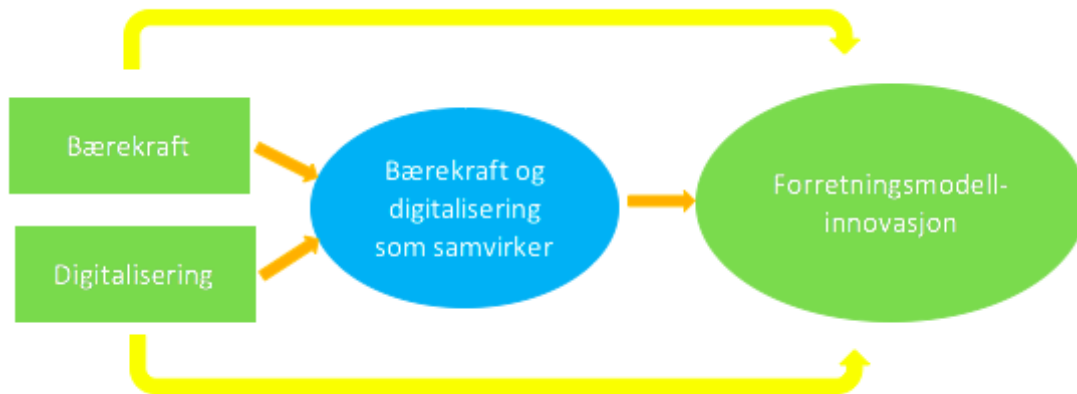 Bærekraft
Digitalisering
Bærekraft og
digitalisering
som samvirker
Forretningsmodell-
innovasjon